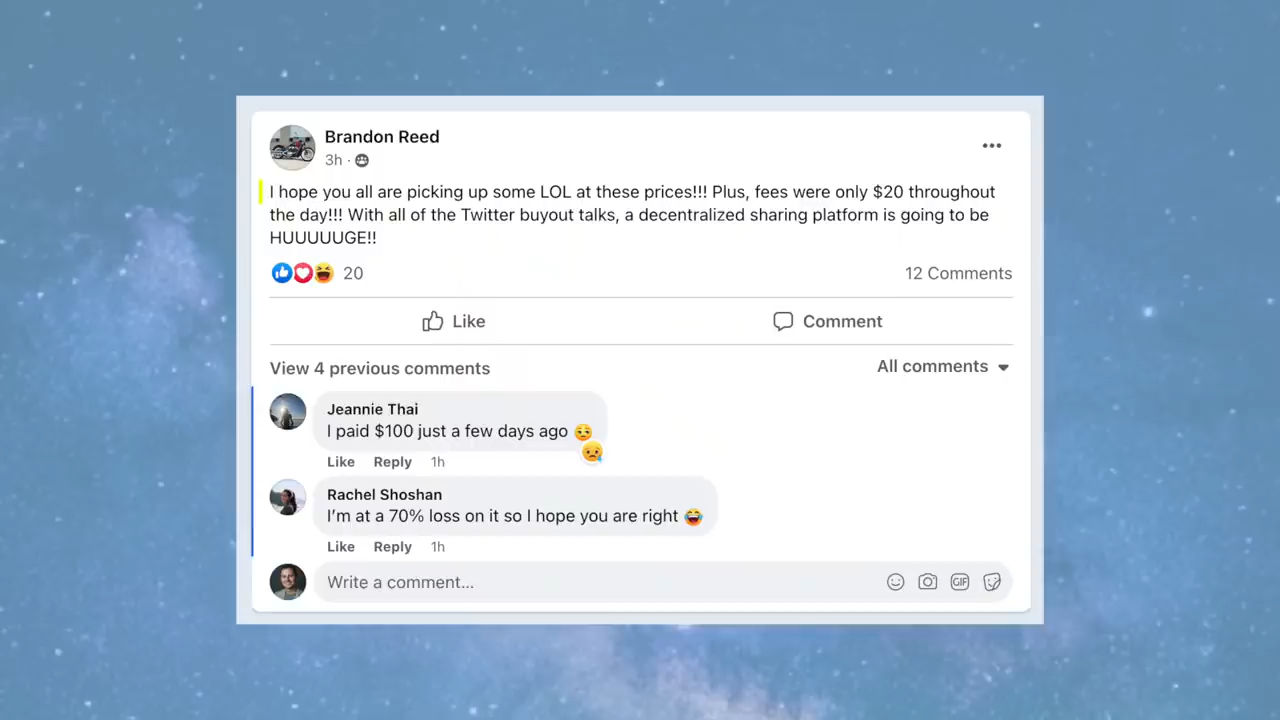 Brandon Reed
3h ·
I hope you all are picking up some LOL at these prices!!! Plus, fees were only $20 throughout
the day!!! With all of the Twitter buyout talks, a decentralized sharing platform is going to be
HUUUUUGE!!
20
12 Comments
Like
Comment
View 4 previous comments
All comments
Jeannie Thai
I paid $100 just a few days ago 😒
Like Reply 1h
Rachel Shoshan
I'm at a 70% loss on it so I hope you are right 😂
Like Reply 1h
Write a comment...
GIF